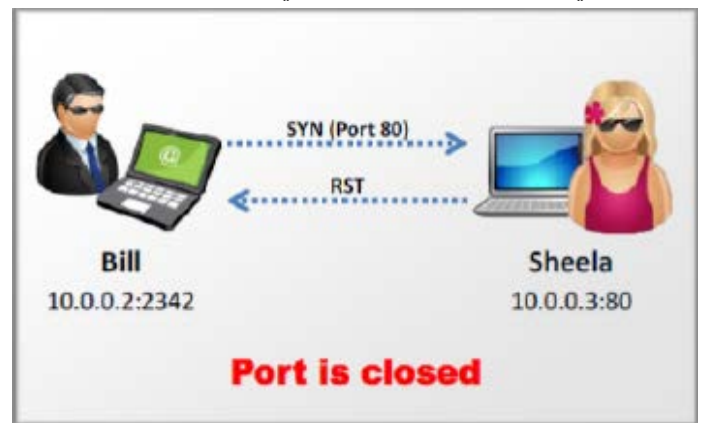 SYN (Port 80)
RST
Bill
Sheela
10.0.0.2:2342
10.0.0.3:80
Port is closed